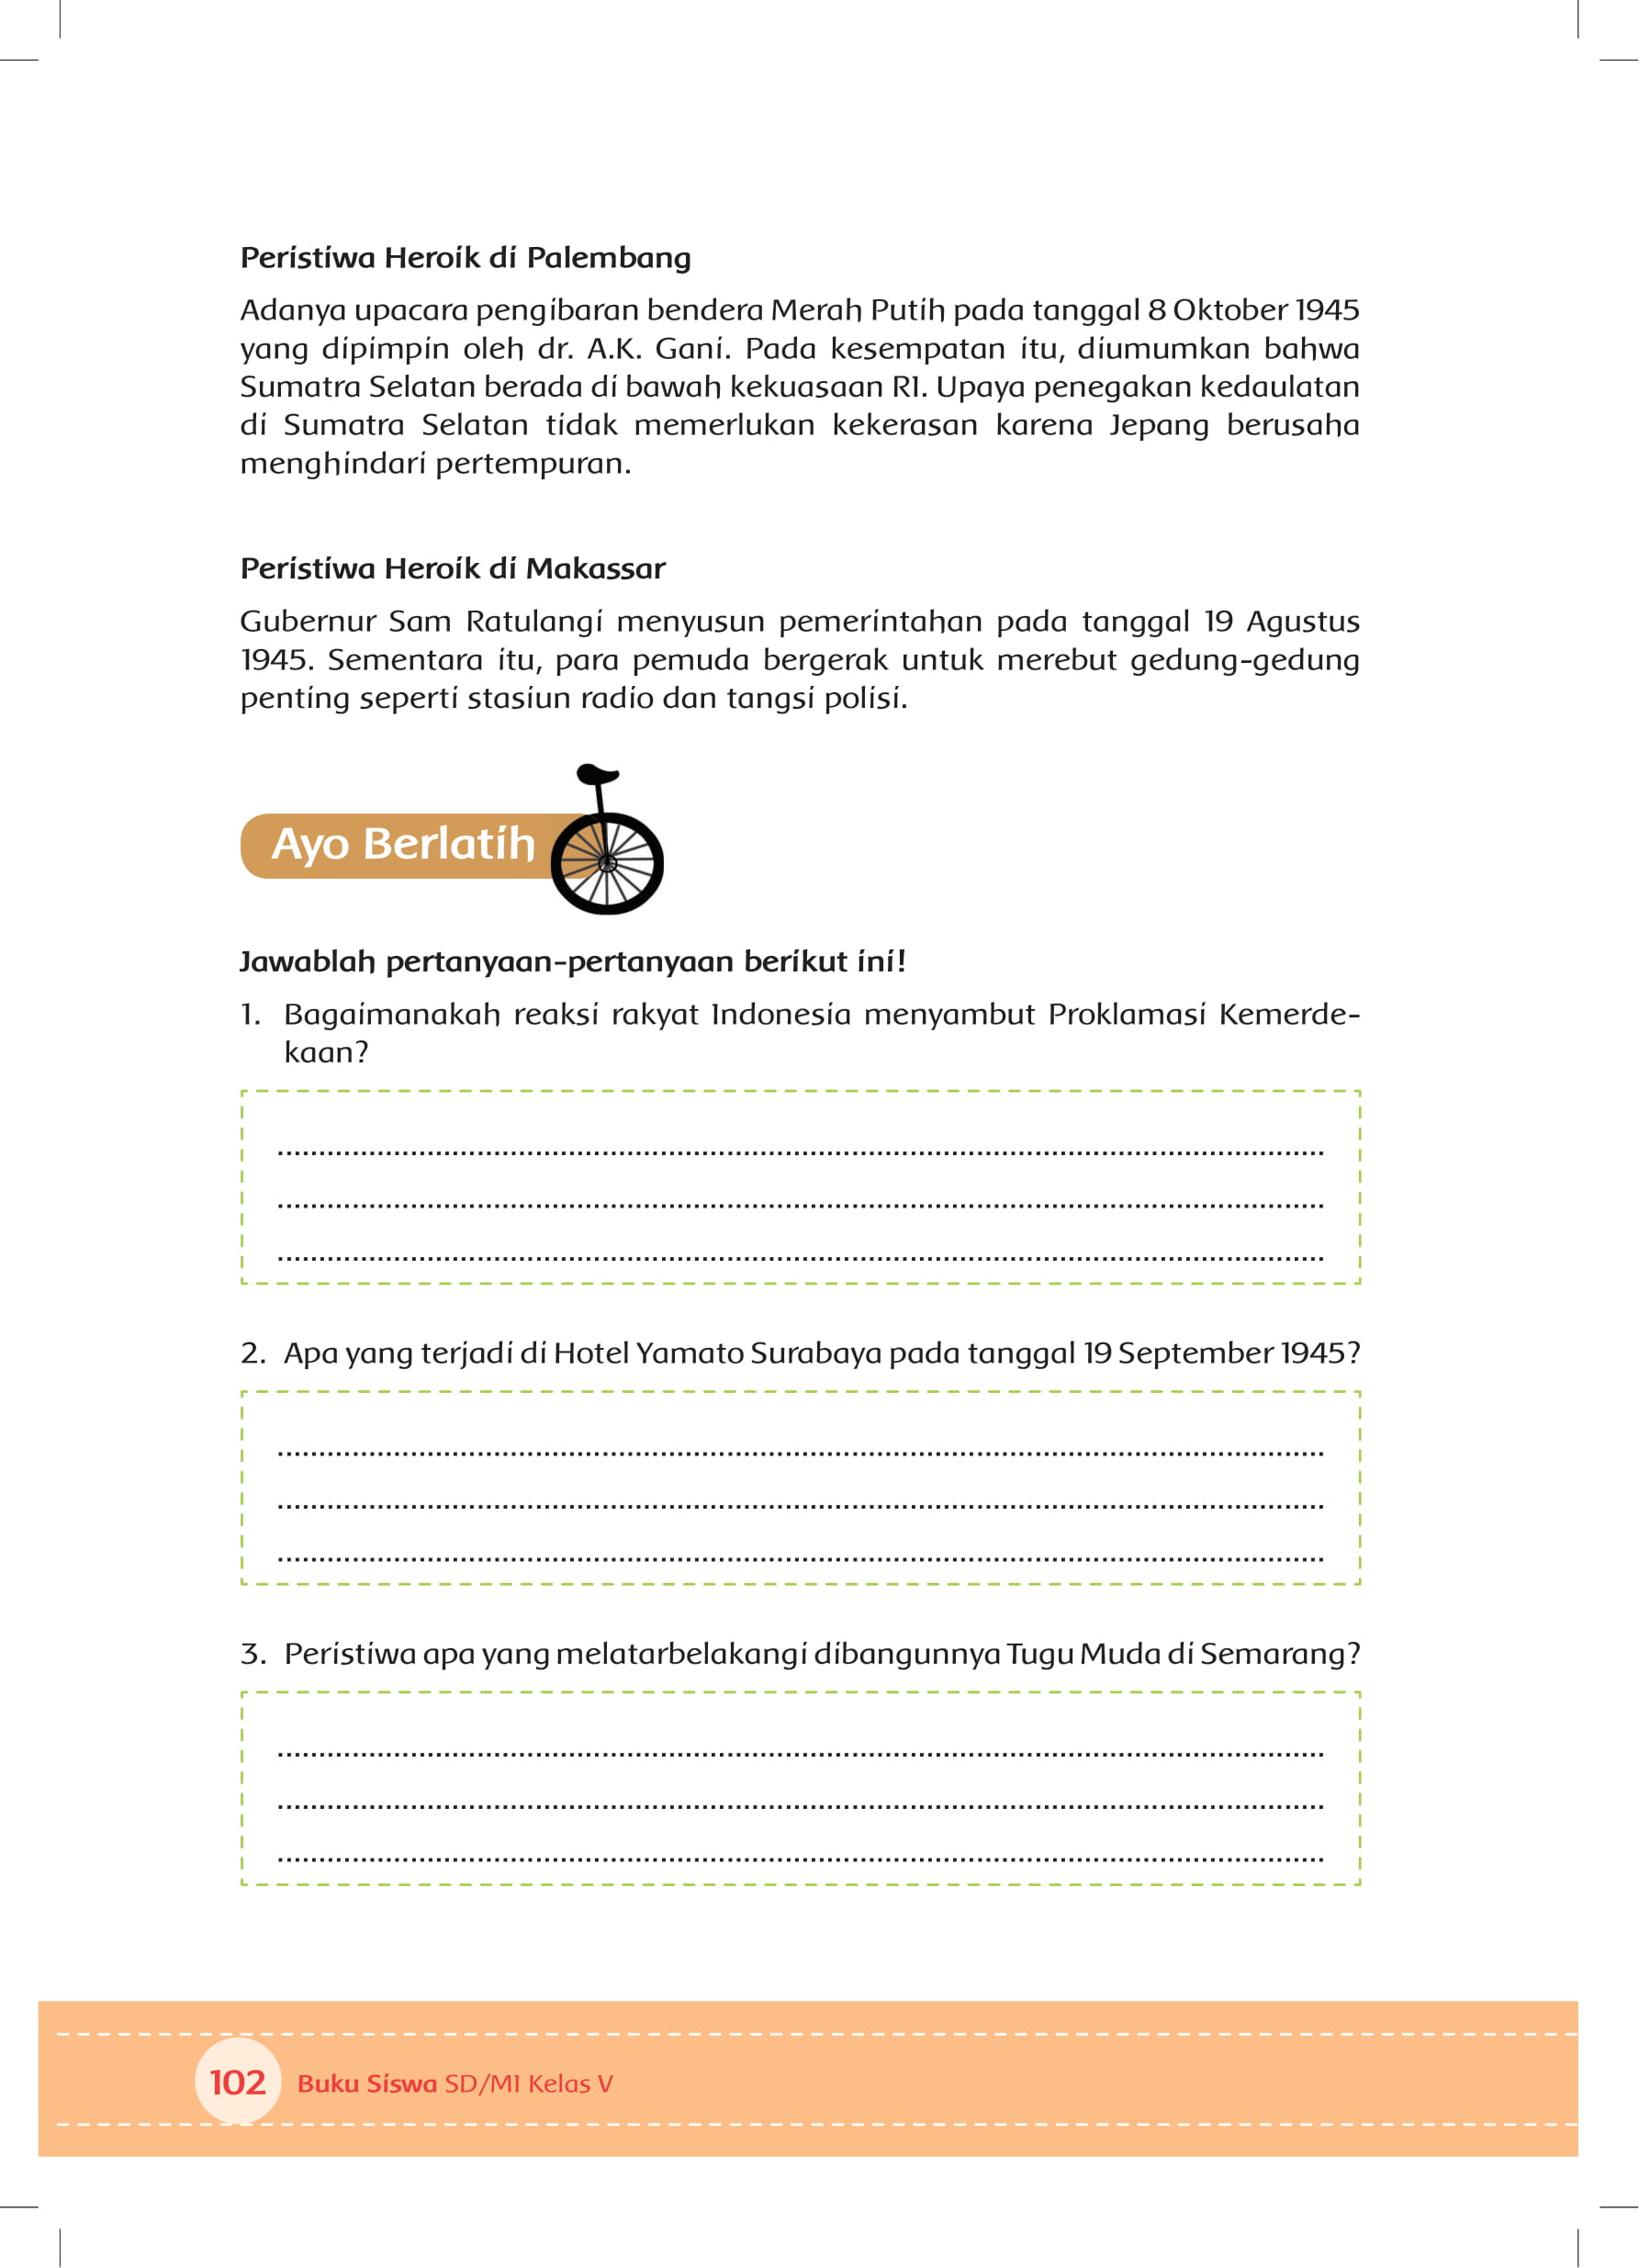 Peristiwa Heroik di Palembang
Adanya upacara pengibaran bendera Merah Putih pada tanggal 8 Oktober 1945
yang dipimpin oleh dr. A.K. Gani. Pada kesempatan itu, diumumkan bahwa
Sumatra Selatan berada di bawah kekuasaan RI. Upaya penegakan kedaulatan
di Sumatra Selatan tidak memerlukan kekerasan karena Jepang berusaha
menghindari pertempuran.
Peristiwa Heroik di Makassar
Gubernur Sam Ratulangi menyusun pemerintahan pada tanggal 19 Agustus
1945. Sementara itu, para pemuda bergerak untuk merebut gedung-gedung
penting seperti stasiun radio dan tangsi polisi.
Ayo Berlatih
Jawablah pertanyaan-pertanyaan berikut ini!
1. Bagaimanakah reaksi rakyat Indonesia menyambut Proklamasi Kemerde-
kaan?
2. Apa yang terjadi di Hotel Yamato Surabaya pada tanggal 19 September 1945?
3. Peristiwa apa yang melatarbelakangi dibangunnya Tugu Muda di Semarang?
102 Buku Siswa SD/MI Kelas V